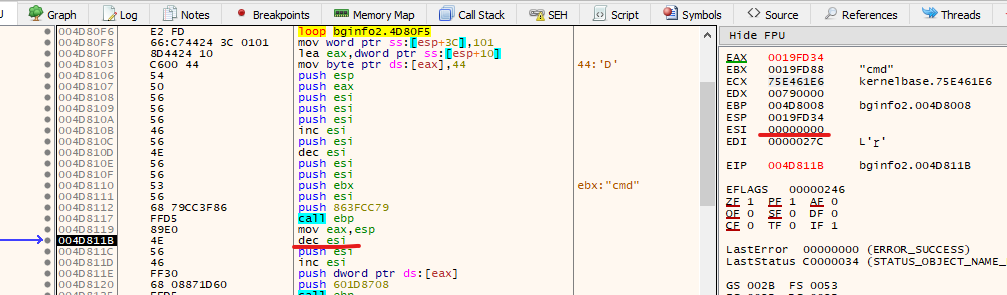 Graph Log Notes Breakpoints Memory Map Call Stack SEH Script Symbols Source References Threads
004D80F6 E2 FD loop bginfo2.4D80F5
004D80F8 66:C74424 3C 0101 mov word ptr ss:[esp+3C],101
004D80FF 8D4424 10 lea eax,dword ptr ss:[esp+10]
004D8103 C600 44 mov byte ptr ds:[eax],44 44:'D'
004D8106 54 push esp
004D8107 50 push eax
004D8108 56 push esi
004D8109 56 push esi
004D810A 56 push esi
004D810B 46 inc esi
004D810C 56 push esi
004D810D 4E dec esi
004D810E 56 push esi
004D810F 56 push esi
004D8110 53 push ebx ebx:"cmd"
004D8111 56 push esi
004D8112 68 79CC3F86 push 863FCC79
004D8117 FFD5 call ebp
004D8119 89E0 mov eax,esp
004D811B 4E dec esi
004D811C 56 push esi
004D811D 46 inc esi
004D811E FF30 push dword ptr ds:[eax]
004D8120 68 08871D60 push 601D8708
Hide FPU
EAX 0019FD34
EBX 0019FD88 "cmd"
ECX 75E461E6 kernelbase.75E461E6
EDX 00790000
EBP 004D8008 bginfo2.004D8008
ESP 0019FD34
ESI 00000000
EDI 0000027C
EIP 004D811B bginfo2.004D811B
EFLAGS 00000246
ZF 1 PF 1 AF 0
OF 0 SF 0 DF 0
CF 0 TF 0 IF 1
LastError 00000000 (ERROR_SUCCESS)
LastStatus C0000034 (STATUS_OBJECT_NAME_
GS 002B FS 0053